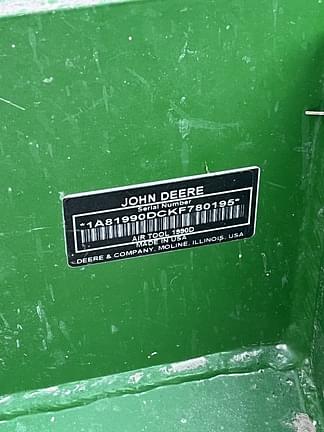 JOHN DEERE
Serial Number
*1A81990DCKF780195*
AIR TOOL 1990D
MADE IN USA
DEERE & COMPANY, MOLINE, ILLINOIS, USA